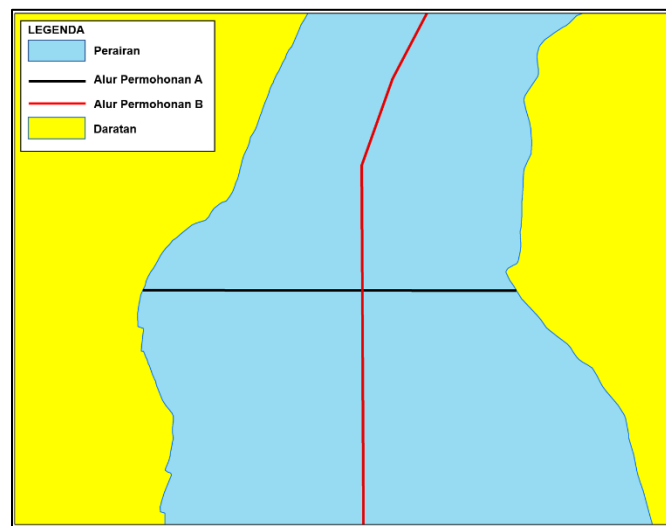 LEGENDA
Perairan
Alur Permohonan A
Alur Permohonan B
Daratan